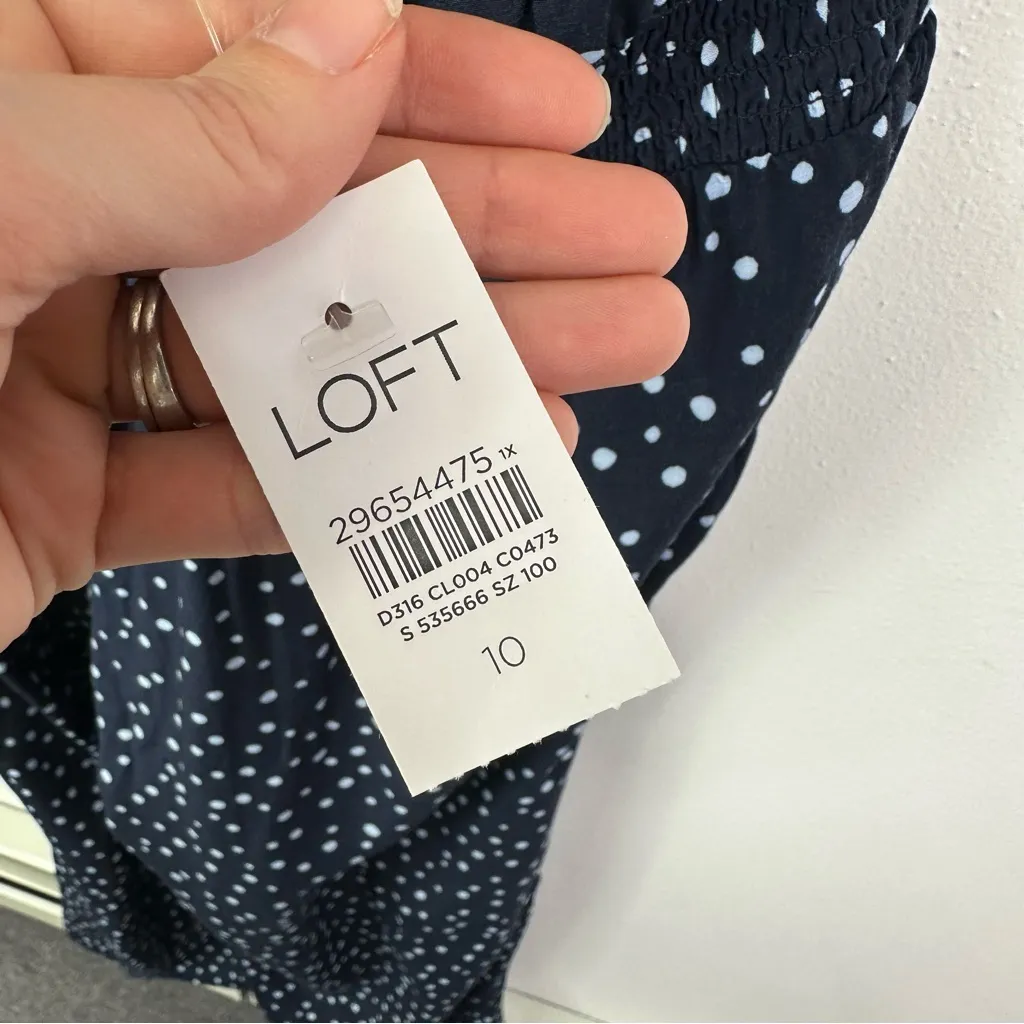 LOFT
29654475 1X
D316 CL004 C0473
S 535666 SZ 100
10